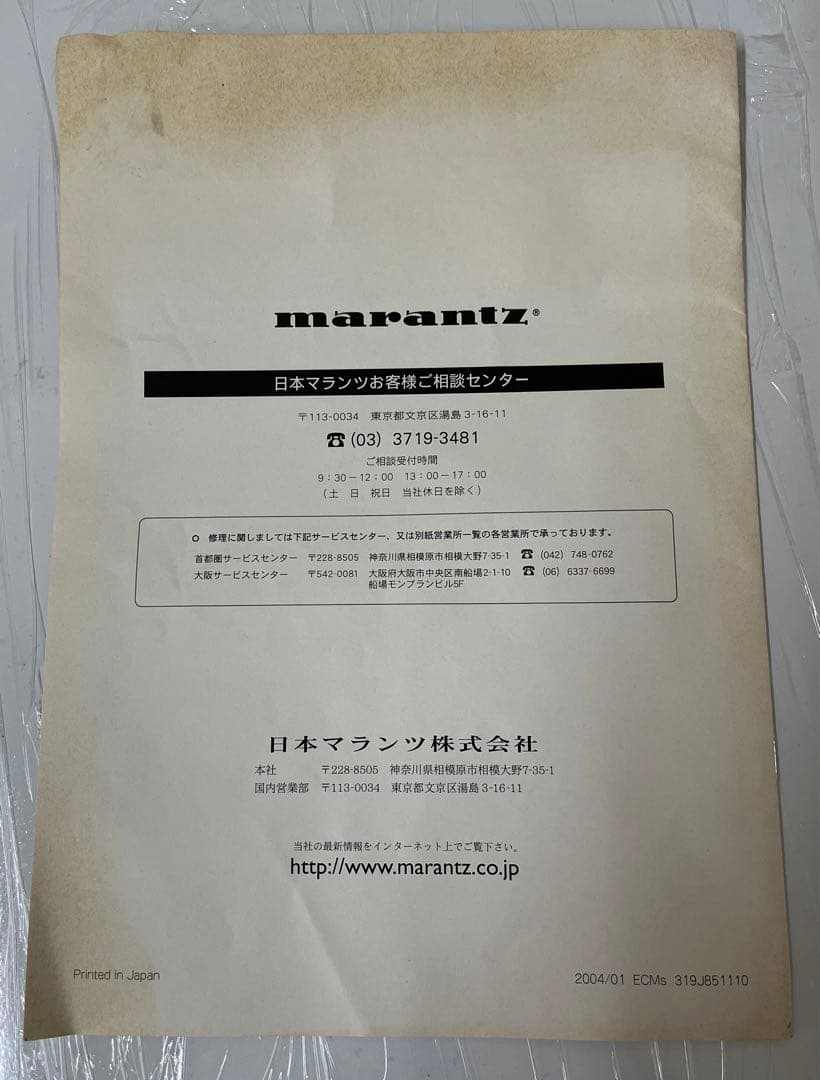 marantz®
日本マランツお客様ご相談センター
〒113-0034 東京都文京区湯島3-16-11
☎(03) 3719-3481
ご相談受付時間
9:30-12:00 13:00-17:00
(土 日 祝日 当社休日を除く)
○ 修理に関しましては下記サービスセンター、又は別紙営業所一覧の各営業所で承っております。
首都圏サービスセンター 〒228-8505 神奈川県相模原市相模大野7-35-1 ☎ (042) 748-0762
大阪サービスセンター 〒542-0081 大阪府大阪市中央区南船場2-1-10 ☎ (06) 6337-6699
船場モンブランビル5F
日本マランツ株式会社
本社 〒228-8505 神奈川県相模原市相模大野7-35-1
国内営業部 〒113-0034 東京都文京区湯島3-16-11
当社の最新情報をインターネット上でご覧下さい。
http://www.marantz.co.jp
Printed in Japan
2004/01 ECMs 319J851110